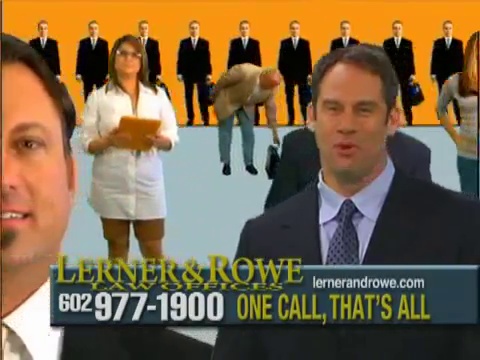 LERNER & ROWE
LAW OFFICES
lernerandrowe.com
602 977-1900 ONE CALL, THAT'S ALL